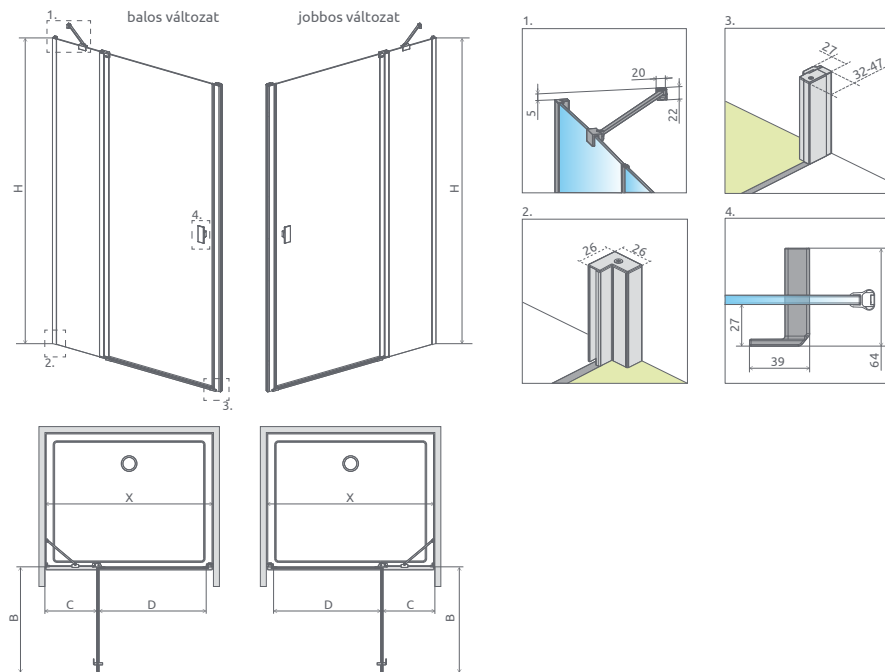 balos változat
jobbos változat
1.
H
4.
2.
3.
H
1.
20
5
22
3.
27
32-47
2.
26
26
4.
27
39
64
X
C
D
B
X
D
C
B